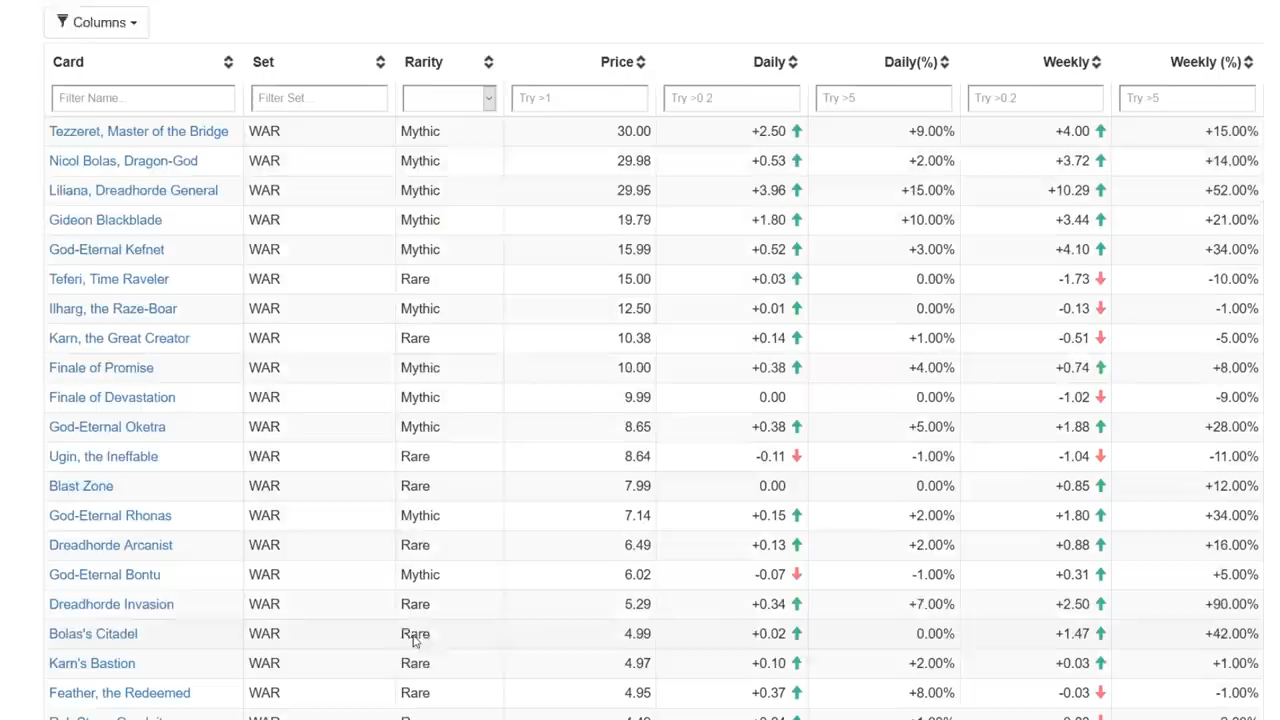 Columns
Card Set Rarity Price Daily Daily(%) Weekly Weekly (%)
Filter Name... Filter Set... Try >1 Try >0.2 Try >5 Try >0.2 Try >5
Tezzeret, Master of the Bridge WAR Mythic 30.00 +2.50 +9.00% +4.00 +15.00%
Nicol Bolas, Dragon-God WAR Mythic 29.98 +0.53 +2.00% +3.72 +14.00%
Liliana, Dreadhorde General WAR Mythic 29.95 +3.96 +15.00% +10.29 +52.00%
Gideon Blackblade WAR Mythic 19.79 +1.80 +10.00% +3.44 +21.00%
God-Eternal Kefnet WAR Mythic 15.99 +0.52 +3.00% +4.10 +34.00%
Teferi, Time Raveler WAR Rare 15.00 +0.03 0.00% -1.73 -10.00%
Ilharg, the Raze-Boar WAR Mythic 12.50 +0.01 0.00% -0.13 -1.00%
Karn, the Great Creator WAR Rare 10.38 +0.14 +1.00% -0.51 -5.00%
Finale of Promise WAR Mythic 10.00 +0.38 +4.00% +0.74 +8.00%
Finale of Devastation WAR Mythic 9.99 0.00 0.00% -1.02 -9.00%
God-Eternal Oketra WAR Mythic 8.65 +0.38 +5.00% +1.88 +28.00%
Ugin, the Ineffable WAR Rare 8.64 -0.11 -1.00% -1.04 -11.00%
Blast Zone WAR Rare 7.99 0.00 0.00% +0.85 +12.00%
God-Eternal Rhonas WAR Mythic 7.14 +0.15 +2.00% +1.80 +34.00%
Dreadhorde Arcanist WAR Rare 6.49 +0.13 +2.00% +0.88 +16.00%
God-Eternal Bontu WAR Mythic 6.02 -0.07 -1.00% +0.31 +5.00%
Dreadhorde Invasion WAR Rare 5.29 +0.34 +7.00% +2.50 +90.00%
Bolas's Citadel WAR Rare 4.99 +0.02 0.00% +1.47 +42.00%
Karn's Bastion WAR Rare 4.97 +0.10 +2.00% +0.03 +1.00%
Feather, the Redeemed WAR Rare 4.95 +0.37 +8.00% -0.03 -1.00%